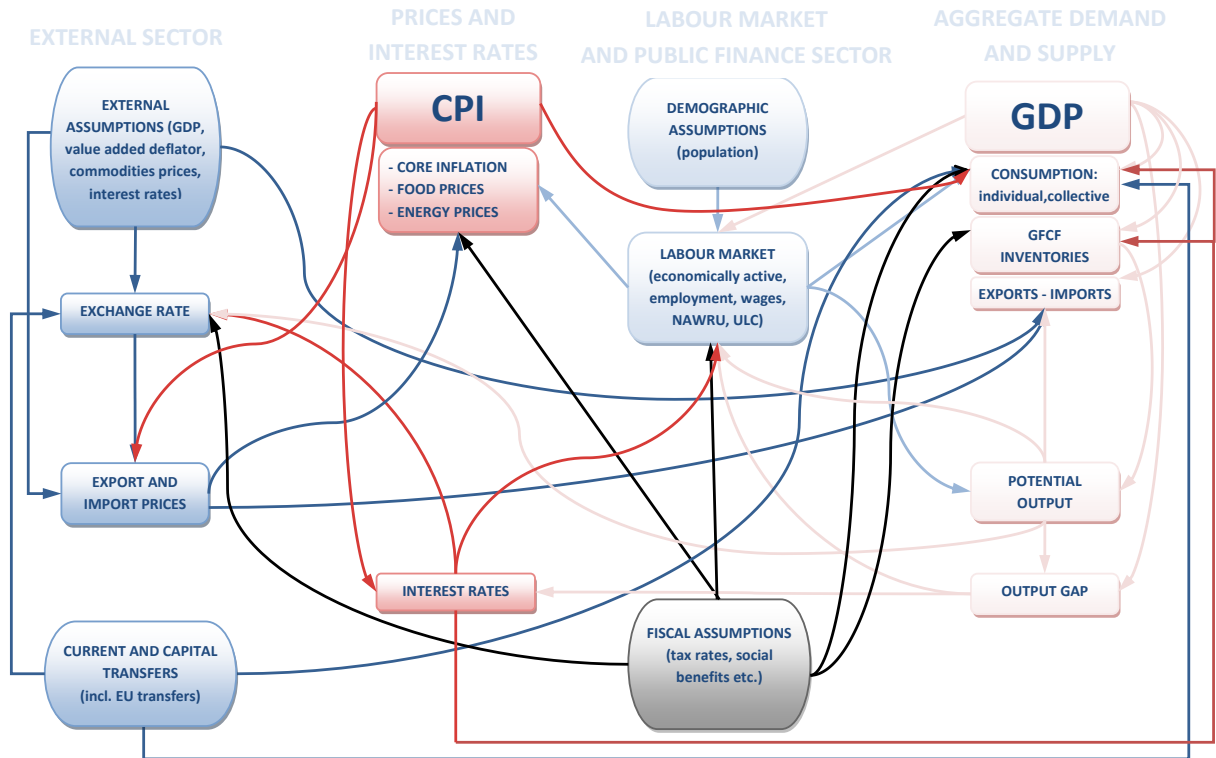 EXTERNAL SECTOR
PRICES AND
INTEREST RATES
LABOUR MARKET
AND PUBLIC FINANCE SECTOR
AGGREGATE DEMAND
AND SUPPLY
EXTERNAL
ASSUMPTIONS (GDP,
value added deflator,
commodities prices,
interest rates)
CPI
- CORE INFLATION
- FOOD PRICES
- ENERGY PRICES
DEMOGRAPHIC
ASSUMPTIONS
(population)
GDP
CONSUMPTION:
individual,collective
GFCF
INVENTORIES
EXPORTS - IMPORTS
LABOUR MARKET
(economically active,
employment, wages,
NAWRU, ULC)
EXCHANGE RATE
EXPORT AND
IMPORT PRICES
POTENTIAL
OUTPUT
INTEREST RATES
OUTPUT GAP
CURRENT AND CAPITAL
TRANSFERS
(incl. EU transfers)
FISCAL ASSUMPTIONS
(tax rates, social
benefits etc.)